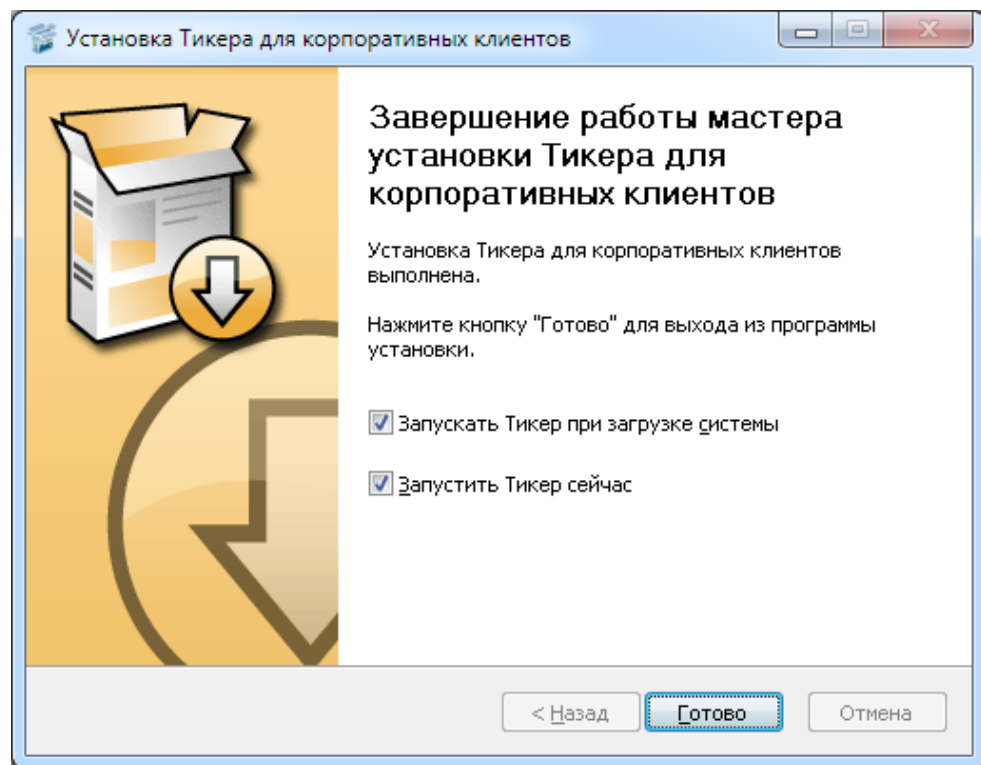 Установка Тикера для корпоративных клиентов
Завершение работы мастера
установки Тикера для
корпоративных клиентов
Установка Тикера для корпоративных клиентов
выполнена.
Нажмите кнопку "Готово" для выхода из программы
установки.
Запускать Тикер при загрузке системы
Запустить Тикер сейчас
< Назад
Готово
Отмена